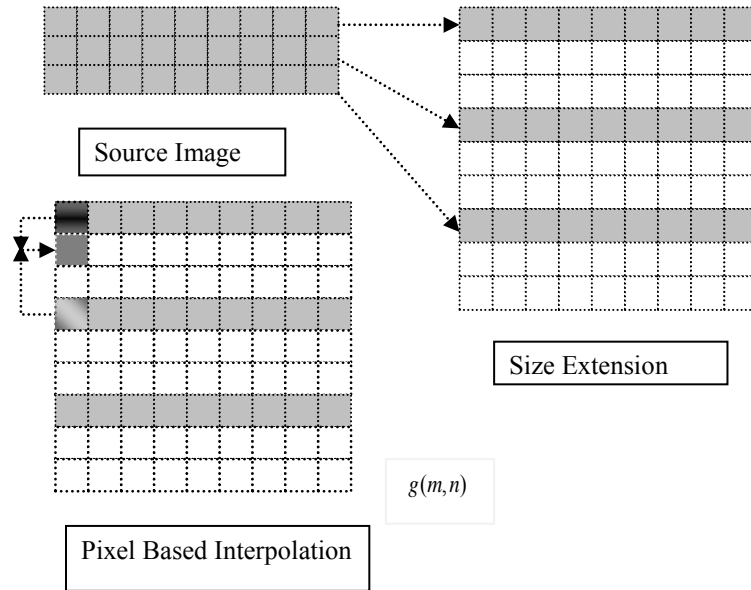 Source Image
Size Extension
g(m,n)
Pixel Based Interpolation